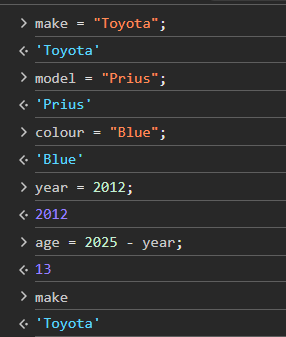 > make = "Toyota";
<· 'Toyota'
> model = "Prius";
<· 'Prius'
> colour = "Blue";
<· 'Blue'
> year = 2012;
<· 2012
> age = 2025 - year;
<· 13
> make
<· 'Toyota'